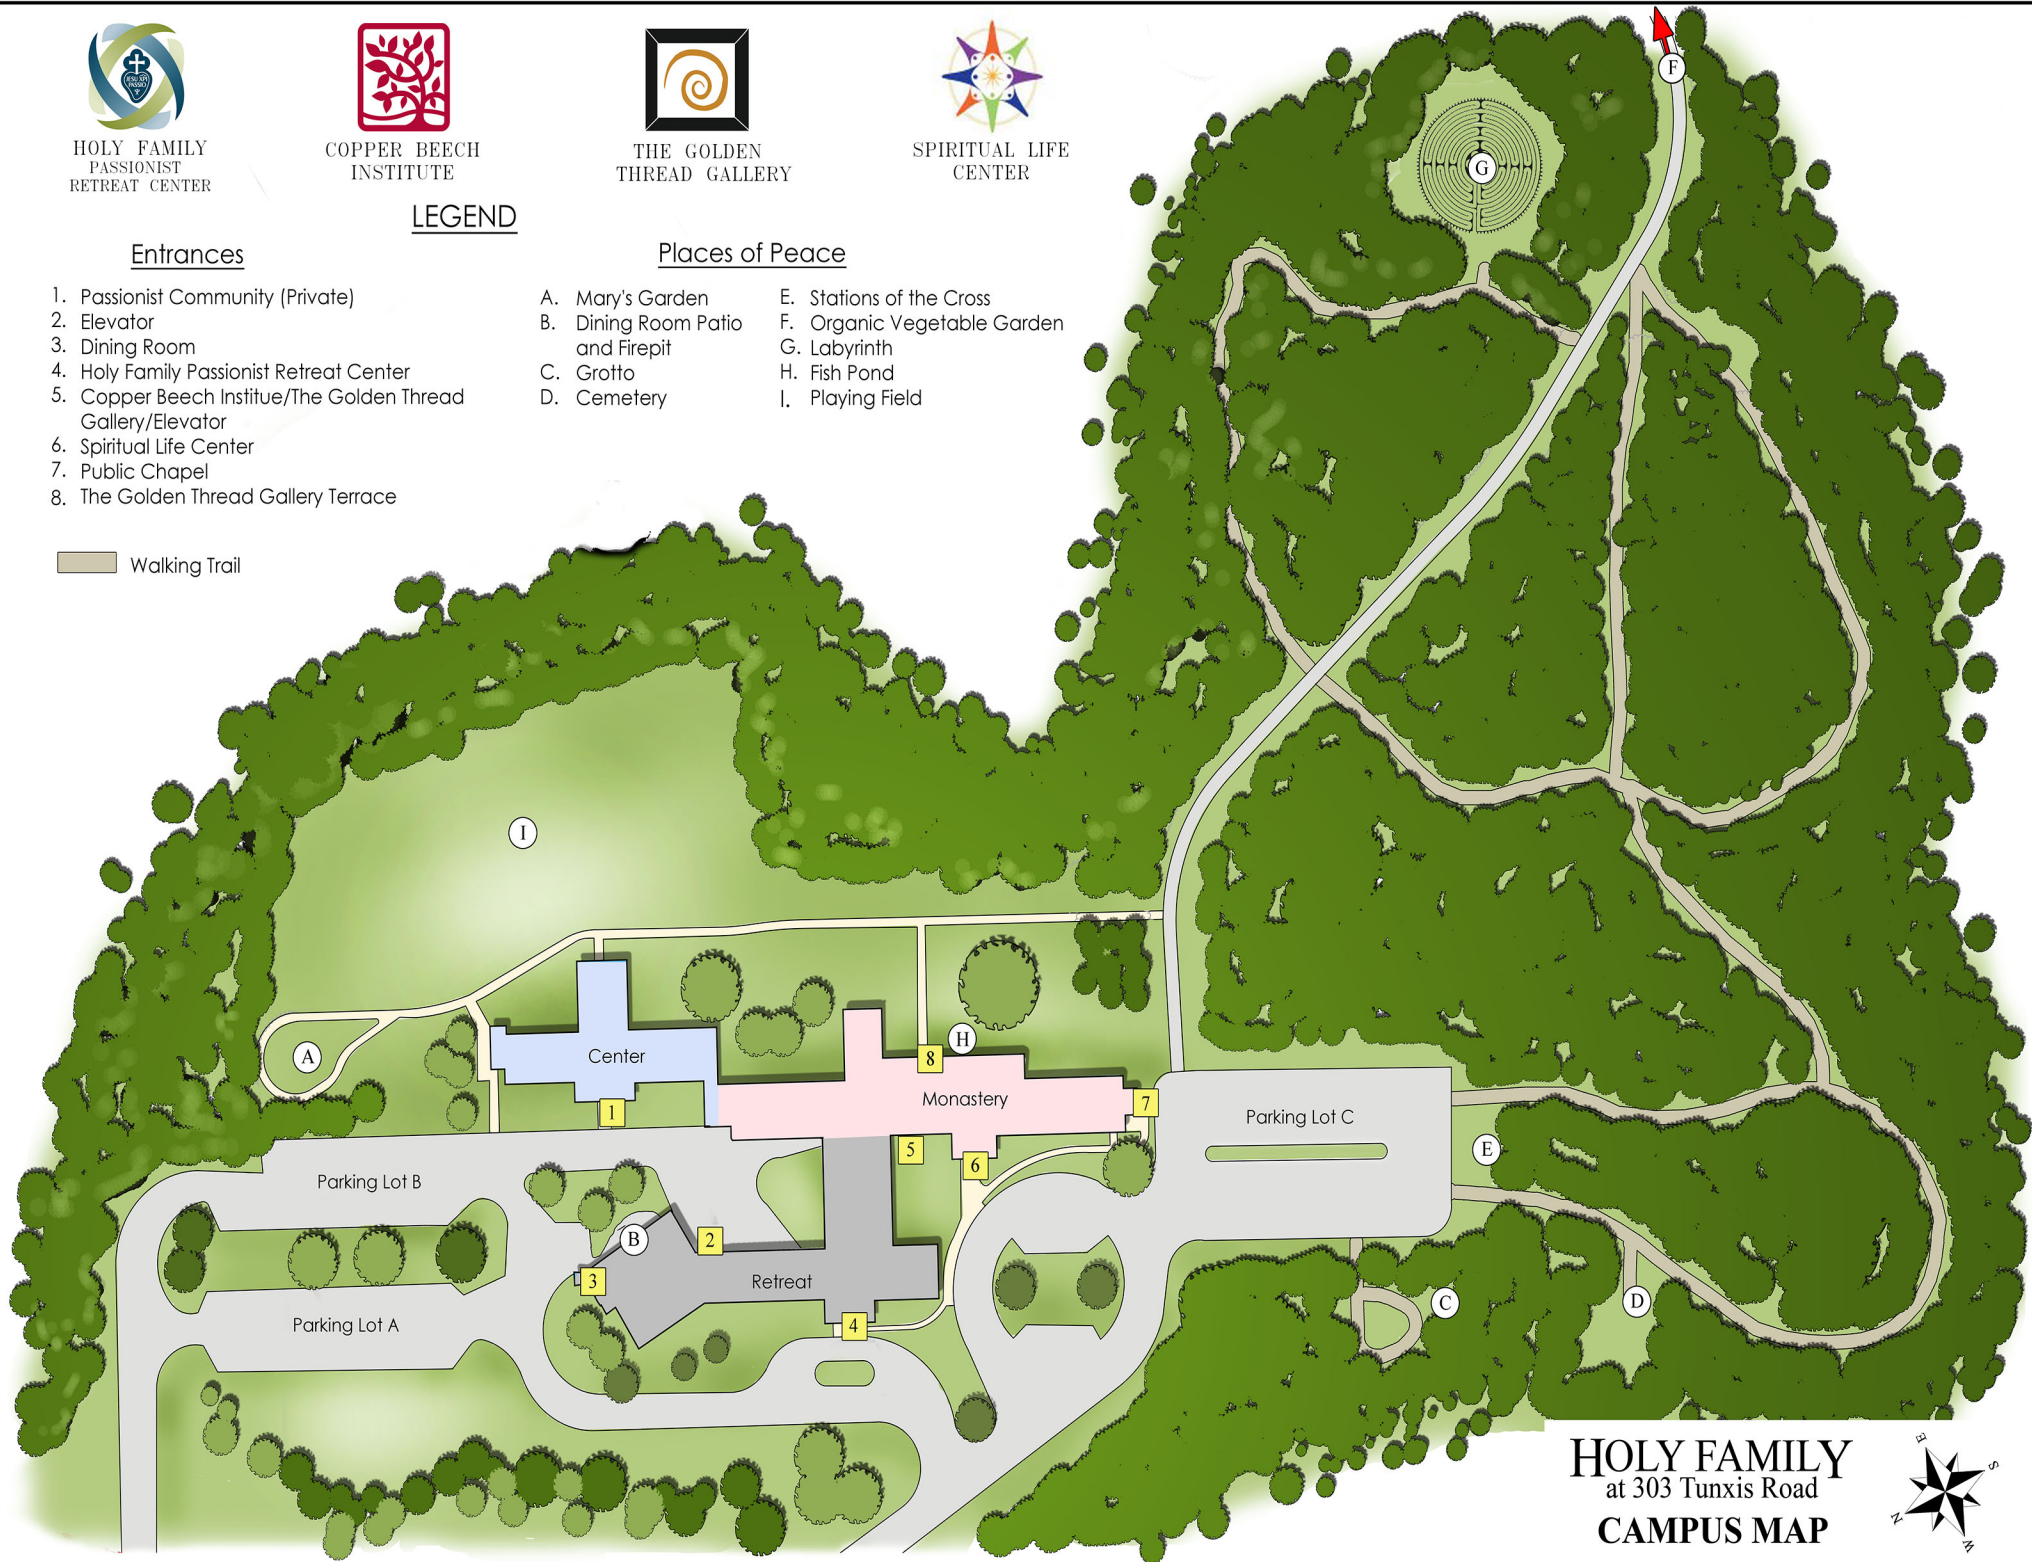 JESU XPI
PASSIO
HOLY FAMILY
PASSIONIST
RETREAT CENTER
COPPER BEECH
INSTITUTE
THE GOLDEN
THREAD GALLERY
SPIRITUAL LIFE
CENTER
LEGEND
Entrances
1. Passionist Community (Private)
2. Elevator
3. Dining Room
4. Holy Family Passionist Retreat Center
5. Copper Beech Institue/The Golden Thread
Gallery/Elevator
6. Spiritual Life Center
7. Public Chapel
8. The Golden Thread Gallery Terrace
Places of Peace
A. Mary's Garden
B. Dining Room Patio
and Firepit
C. Grotto
D. Cemetery
E. Stations of the Cross
F. Organic Vegetable Garden
G. Labyrinth
H. Fish Pond
I. Playing Field
Walking Trail
F
G
I
A
Center
1
8
H
Monastery
7
Parking Lot C
5
6
E
Parking Lot B
B
2
3
Retreat
4
Parking Lot A
C
D
HOLY FAMILY
at 303 Tunxis Road
CAMPUS MAP
E
S
N
W